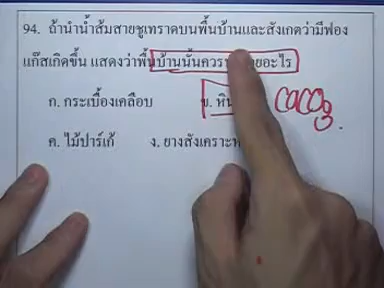 94. ถ้านำน้ำส้มสายชูเทราดบนพื้นบ้านและสังเกตว่ามีฟอง
แก๊สเกิดขึ้น แสดงว่าพื้นบ้านนั้นควร
ก. กระเบื้องเคลือบ ข. หิน CaCO3
ค. ไม้ปาร์เก้ ง. ยางสังเคราะห์